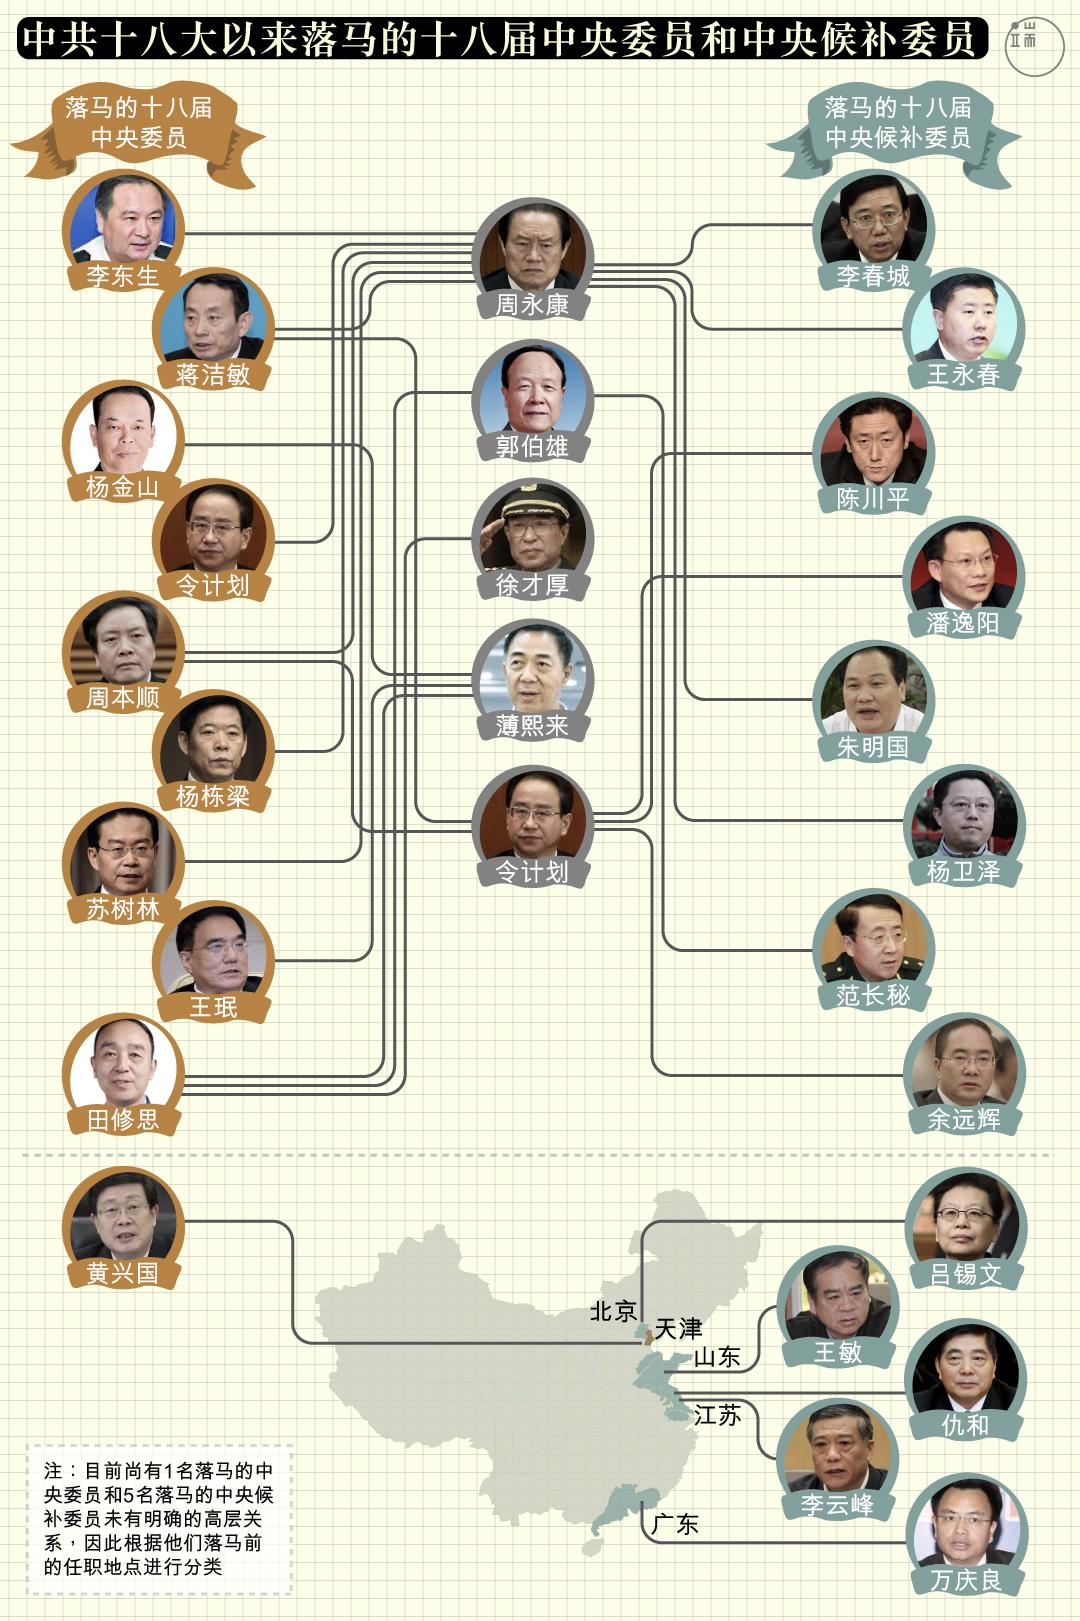 中共十八大以来落马的十八届中央委员和中央候补委员
端
落马的十八届
中央委员
落马的十八届
中央候补委员
李东生
蒋洁敏
杨金山
令计划
周本顺
杨栋梁
苏树林
王珉
田修思
周永康
郭伯雄
徐才厚
薄熙来
令计划
李春城
王永春
陈川平
潘逸阳
朱明国
杨卫泽
范长秘
余远辉
黄兴国
北京
天津
山东
江苏
广东
吕锡文
王敏
仇和
李云峰
万庆良
注：目前尚有1名落马的中
央委员和5名落马的中央候
补委员未有明确的高层关
系，因此根据他们落马前
的任职地点进行分类